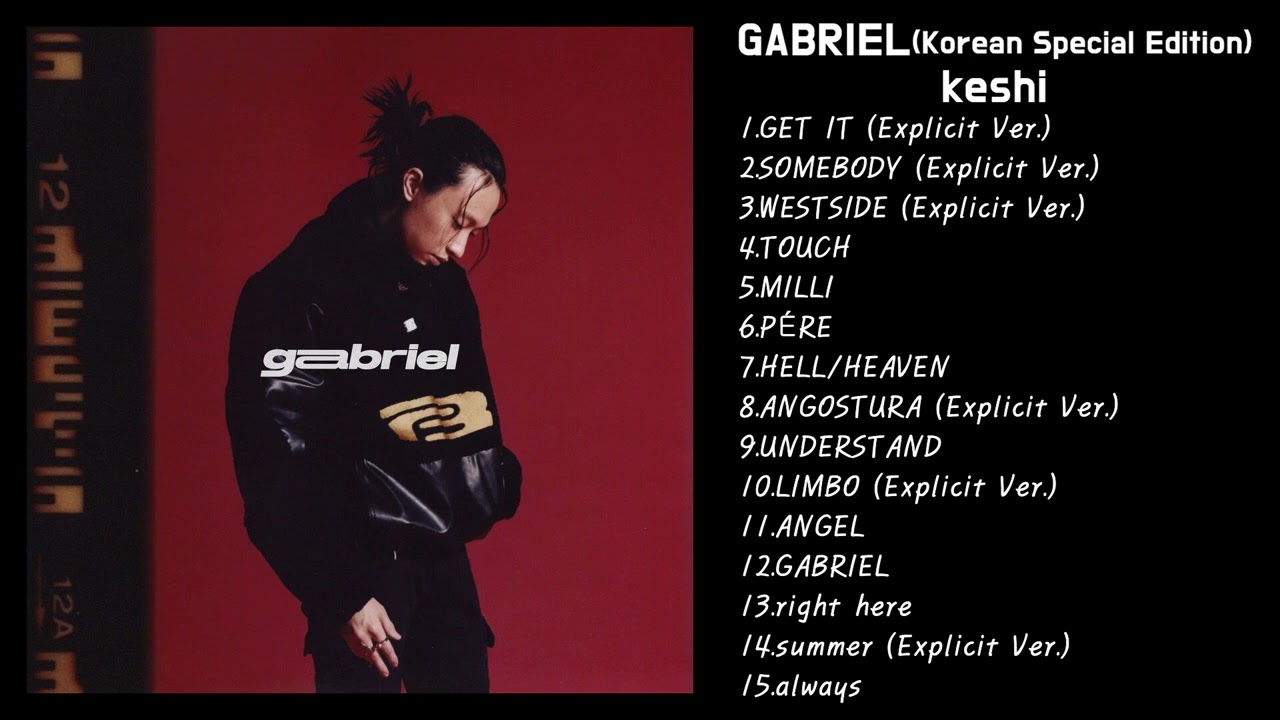 12
12A
gabriel
GABRIEL(Korean Special Edition)
keshi
1.GET IT (Explicit Ver.)
2.SOMEBODY (Explicit Ver.)
3.WESTSIDE (Explicit Ver.)
4.TOUCH
5.MILLI
6.PÉRE
7.HELL/HEAVEN
8.ANGOSTURA (Explicit Ver.)
9.UNDERSTAND
10.LIMBO (Explicit Ver.)
11.ANGEL
12.GABRIEL
13.right here
14.summer (Explicit Ver.)
15.always